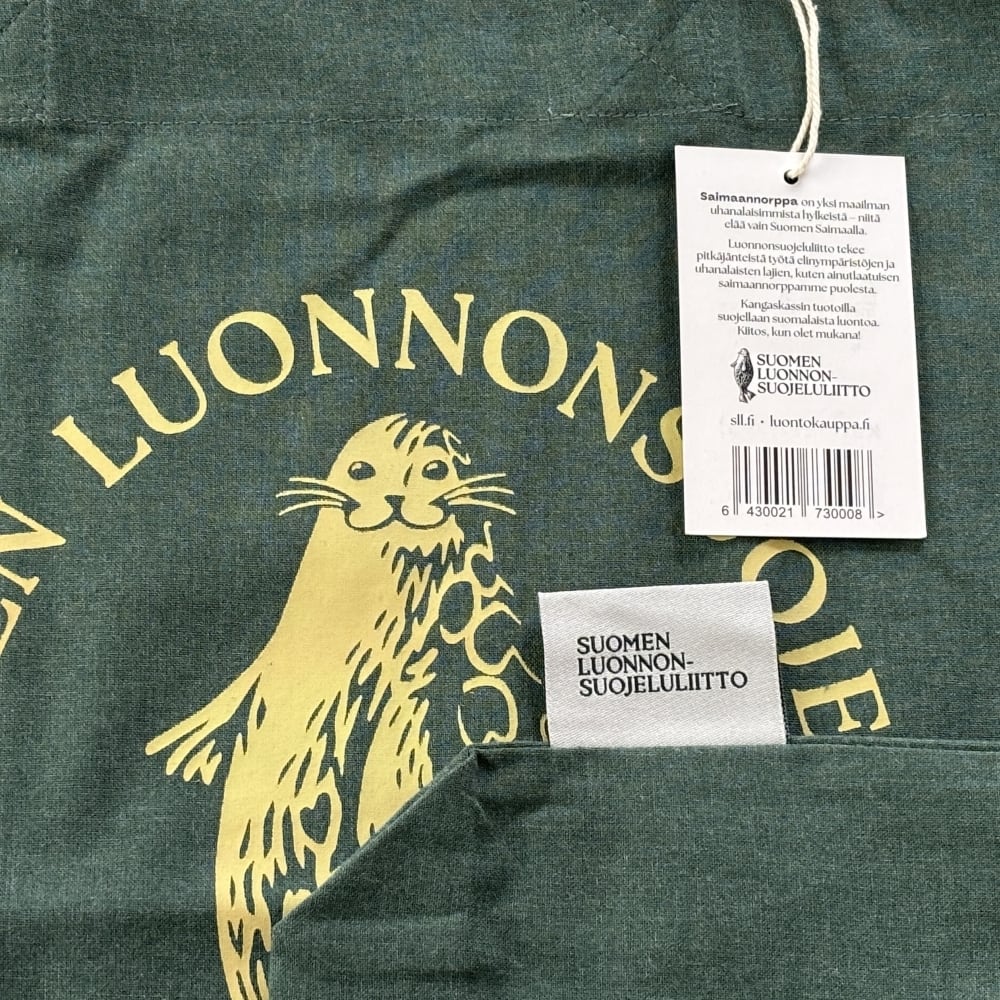 LUONNONS
Saimaannorppa on yksi maailman
uhanalaisimmista hylkeistä – niitä
elää vain Suomen Saimaalla.
Luonnonsuojeluliitto tekee
pitkäjänteistä työtä elinympäristöjen ja
uhanalaisten lajien, kuten ainutlaatuisen
saimaannorppamme puolesta.
Kangaskassin tuotoilla
suojellaan suomalaista luontoa.
Kiitos, kun olet mukana!
SUOMEN
LUONNON-
SUOJELULIITTO
sll.fi • luontokauppa.fi
6 430021 730008 >
SUOMEN
LUONNON-
SUOJELULIITTO